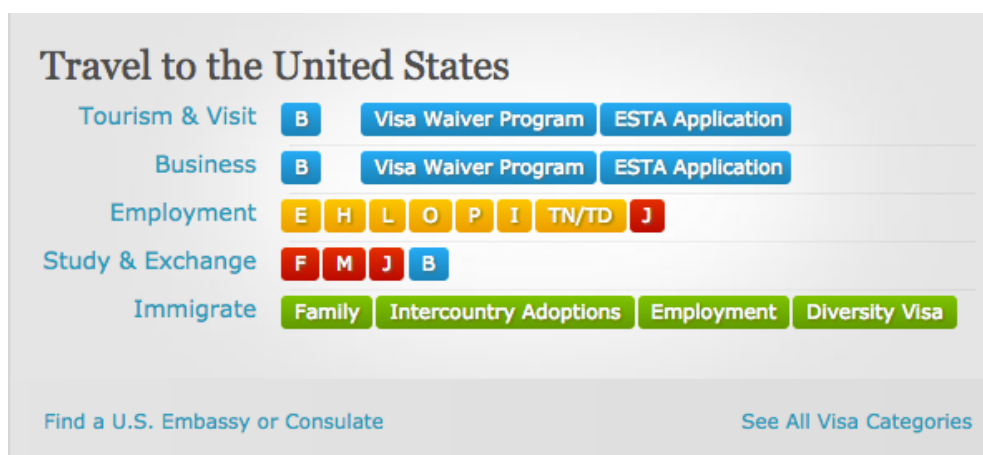 Travel to the United States
Tourism & Visit B Visa Waiver Program ESTA Application
Business B Visa Waiver Program ESTA Application
Employment E H L O P I TN/TD J
Study & Exchange F M J B
Immigrate Family Intercountry Adoptions Employment Diversity Visa
Find a U.S. Embassy or Consulate See All Visa Categories